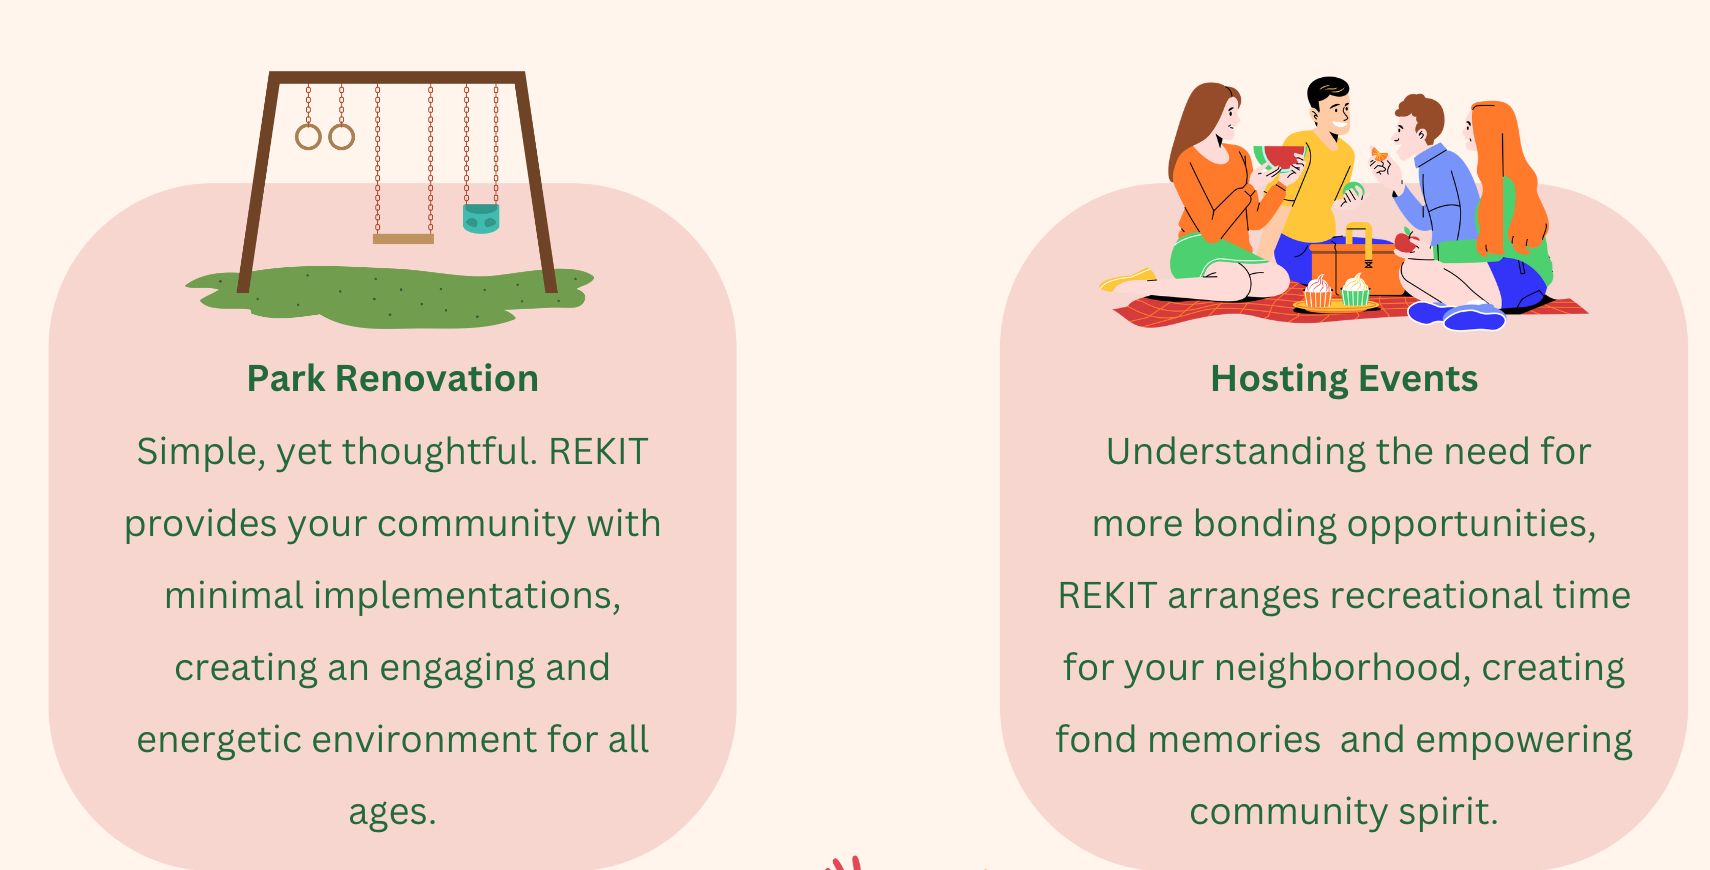 Park Renovation
Simple, yet thoughtful. REKIT
provides your community with
minimal implementations,
creating an engaging and
energetic environment for all
ages.
Hosting Events
Understanding the need for
more bonding opportunities,
REKIT arranges recreational time
for your neighborhood, creating
fond memories  and empowering
community spirit.